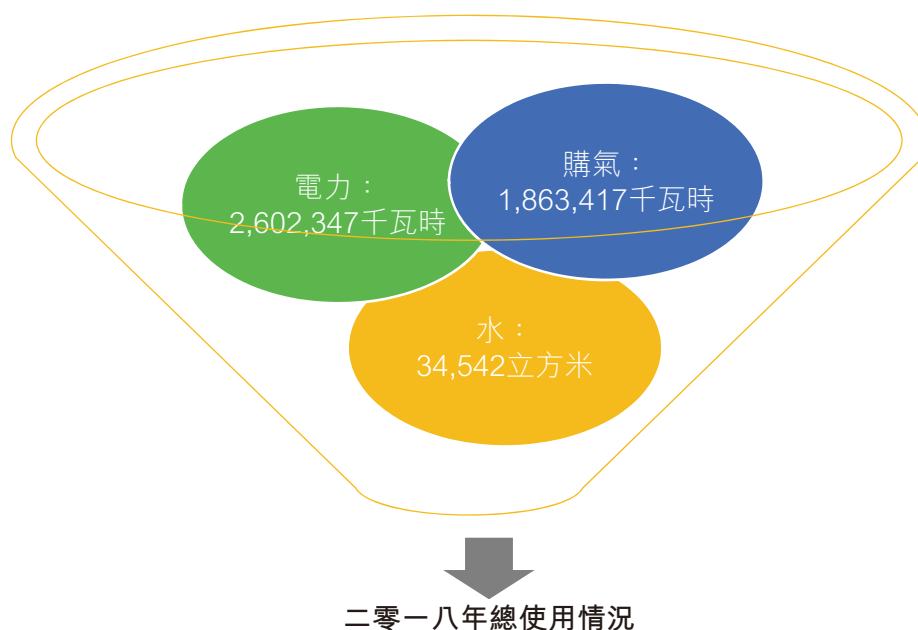 電力：
2,602,347千瓦時
購氣：
1,863,417千瓦時
水：
34,542立方米
二零一八年總使用情況